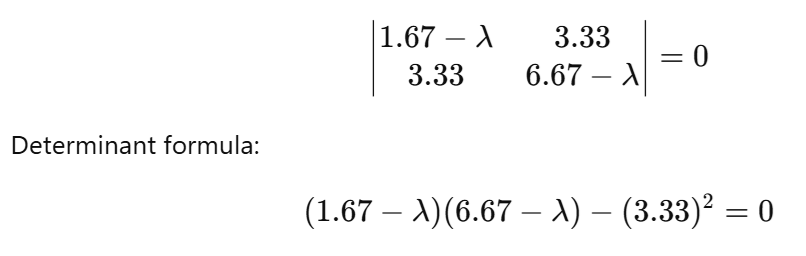 |1.67 − λ 3.33|
|3.33 6.67 − λ| = 0
Determinant formula:
(1.67 − λ)(6.67 − λ) − (3.33)² = 0